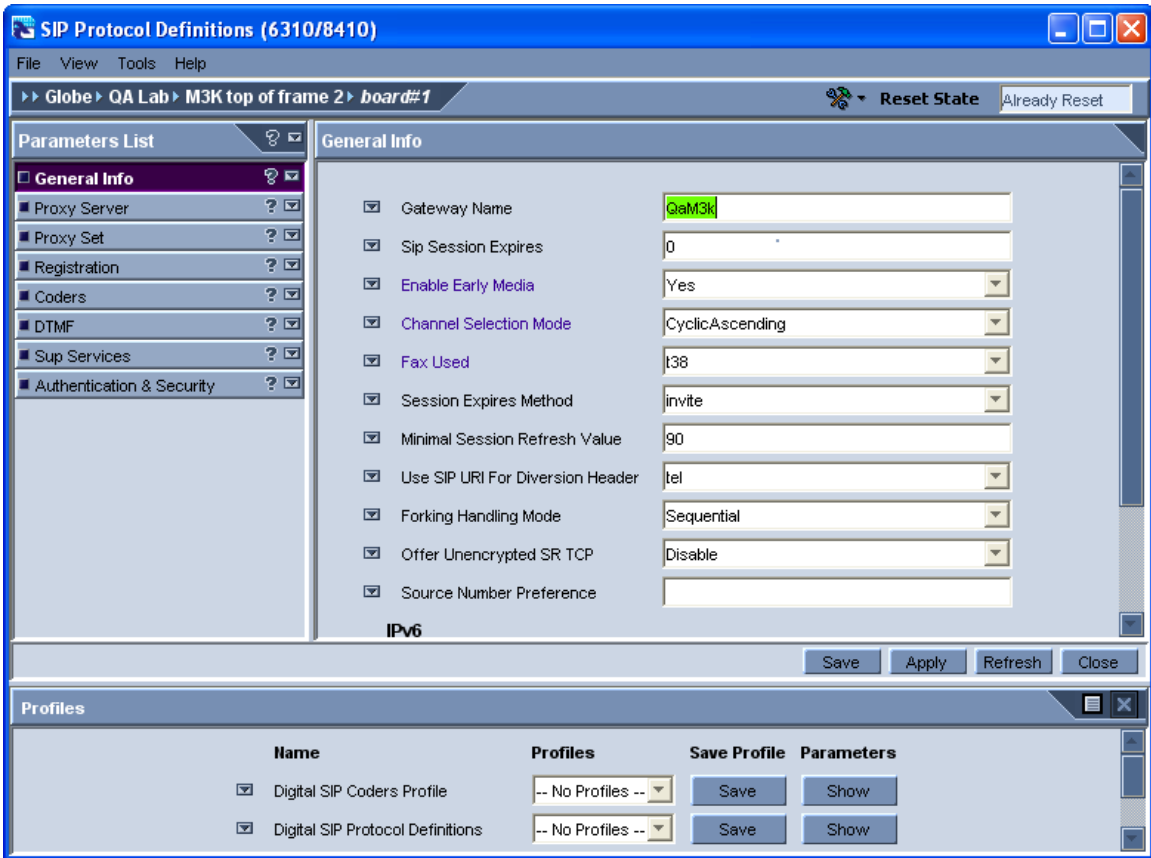 SIP Protocol Definitions (6310/8410)
File View Tools Help
Globe QA Lab M3K top of frame 2 board#1
Reset State Already Reset
Parameters List ?
General Info ?
Proxy Server ?
Proxy Set ?
Registration ?
Coders ?
DTMF ?
Sup Services ?
Authentication & Security ?
General Info
Gateway Name QaM3k
Sip Session Expires 0
Enable Early Media Yes
Channel Selection Mode CyclicAscending
Fax Used t38
Session Expires Method invite
Minimal Session Refresh Value 90
Use SIP URI For Diversion Header tel
Forking Handling Mode Sequential
Offer Unencrypted SR TCP Disable
Source Number Preference
IPv6
Save Apply Refresh Close
Profiles
Name Profiles Save Profile Parameters
Digital SIP Coders Profile -- No Profiles -- Save Show
Digital SIP Protocol Definitions -- No Profiles -- Save Show